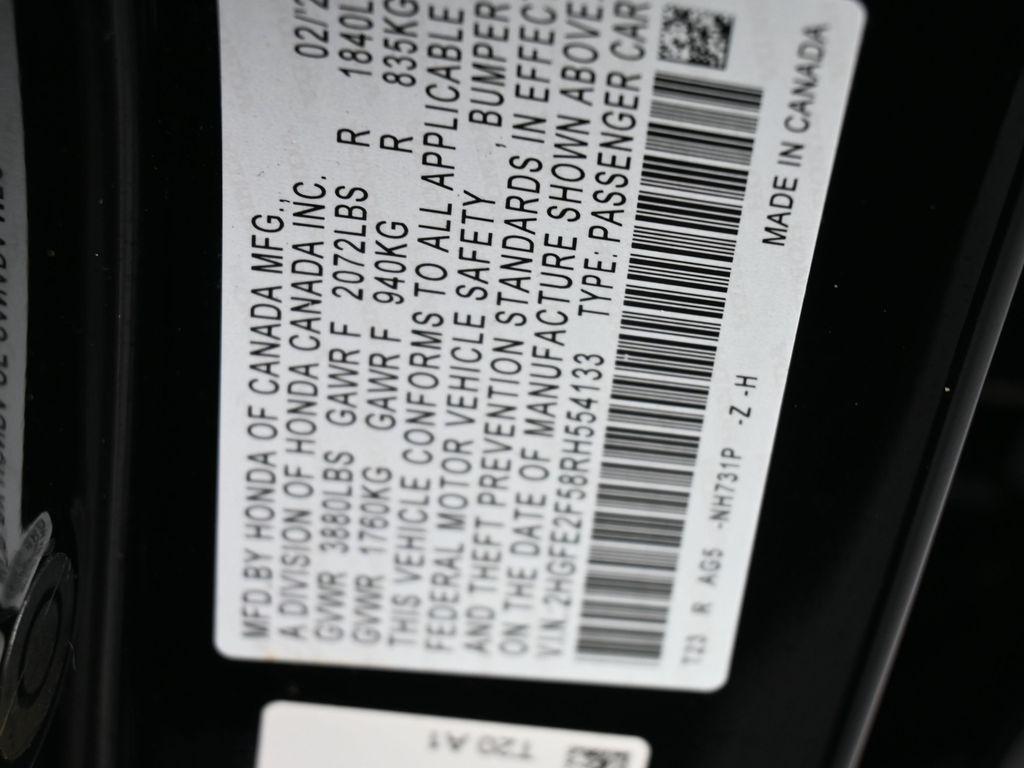 MFD.BY HONDA OF CANADA MFG.,
A DIVISION OF HONDA CANADA INC. 02/'2
GVWR 3880LBS GAWR F 2072LBS R 1840L
GVWR 1760KG GAWR F 940KG R 835KG
THIS VEHICLE CONFORMS TO ALL APPLICABLE
FEDERAL MOTOR VEHICLE SAFETY , BUMPER
AND THEFT PREVENTION STANDARDS IN EFFEC
ON THE DATE OF MANUFACTURE SHOWN ABOVE.
V.I.N. 2HGFE2F58RH554133 TYPE: PASSENGER CAR
T23 R AG5 -NH731P -Z -H
MADE IN CANADA
T20 A1